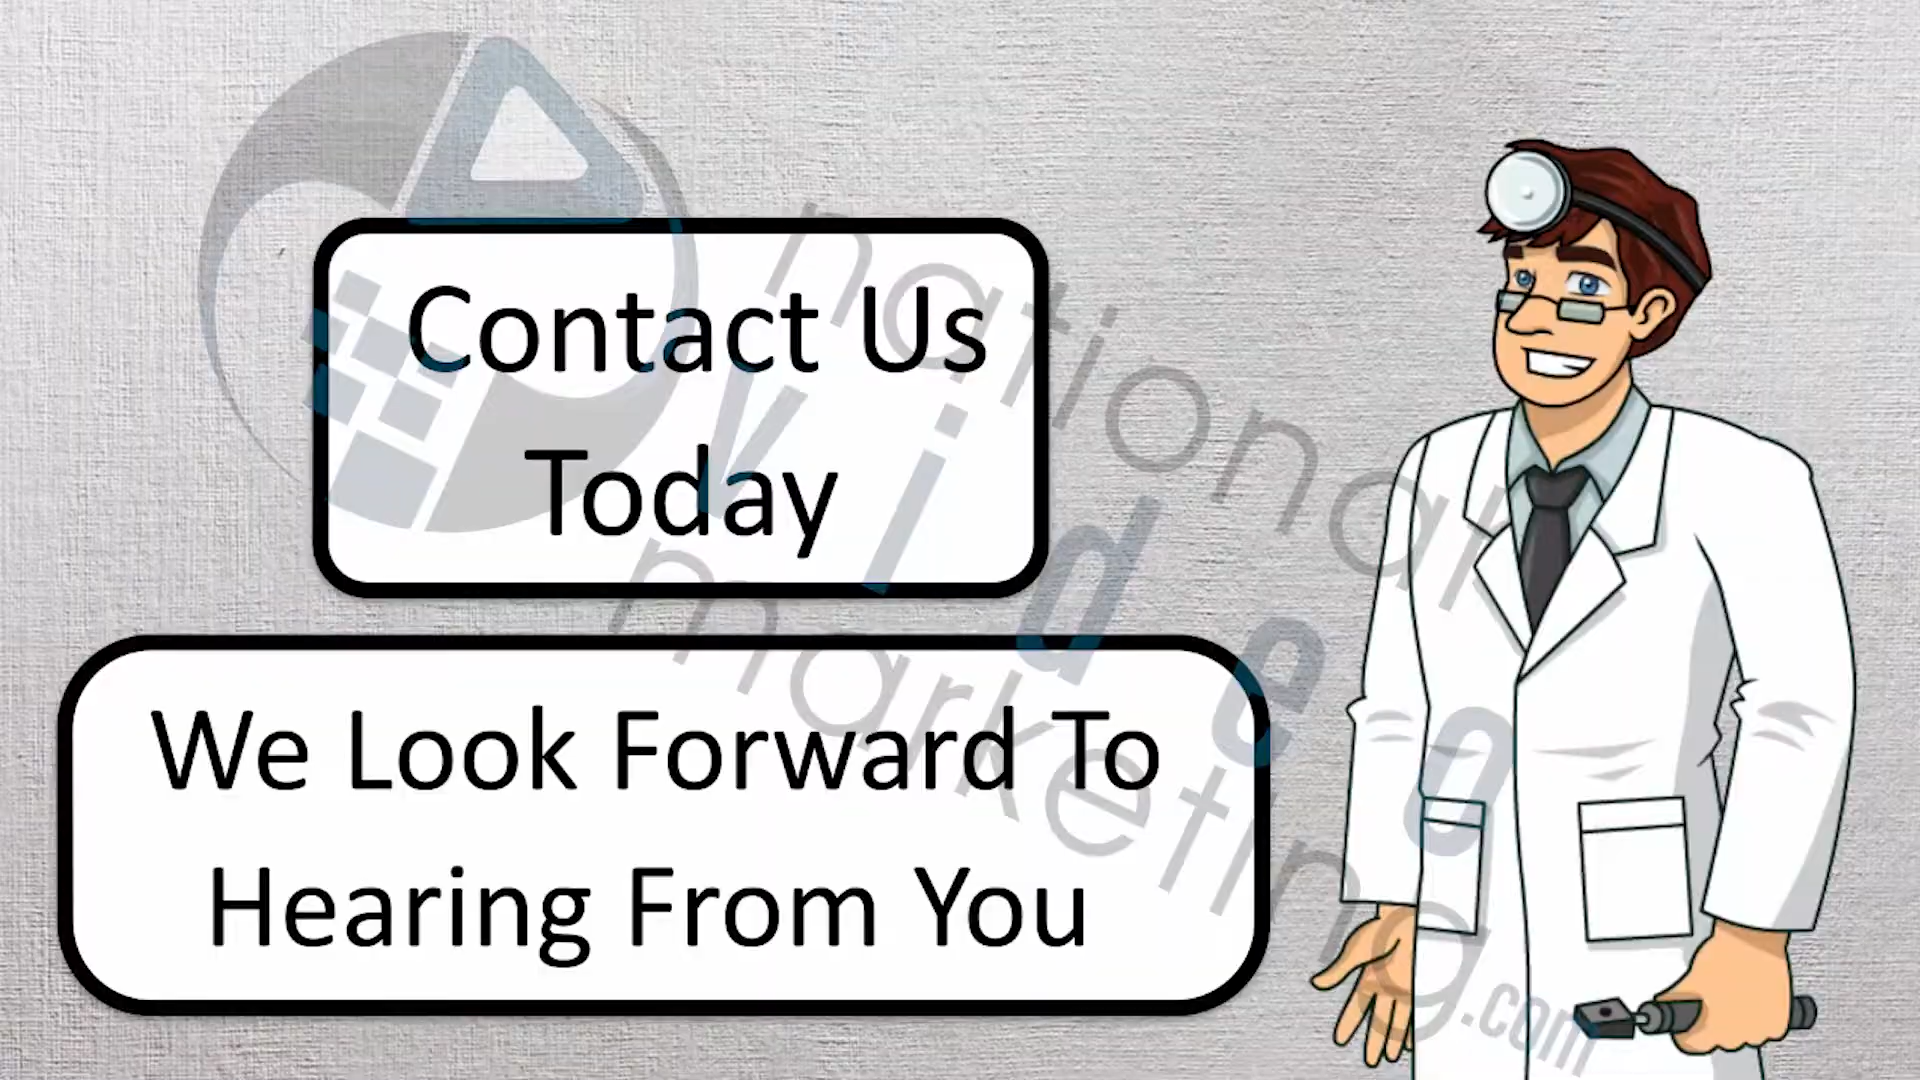 Contact Us
Today
We Look Forward To
Hearing From You
national
video
marketing.com